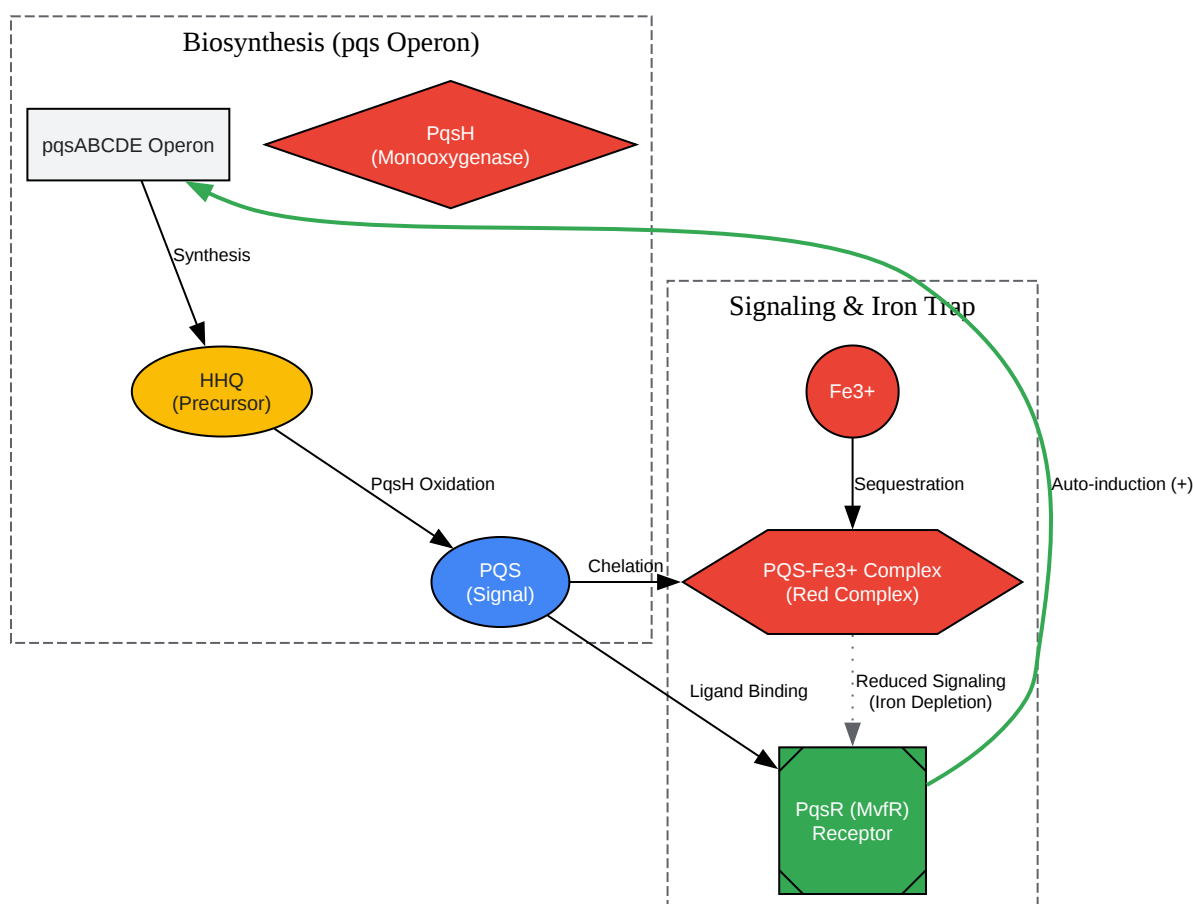 Biosynthesis (pqs Operon)
pqsABCDE Operon
PqsH
(Monooxygenase)
Synthesis
HHQ
(Precursor)
PqsH Oxidation
PQS
(Signal)
Chelation
Ligand Binding
Signaling & Iron Trap
Fe3+
Sequestration
Auto-induction (+)
PQS-Fe3+ Complex
(Red Complex)
Reduced Signaling
(Iron Depletion)
PqsR (MvfR)
Receptor